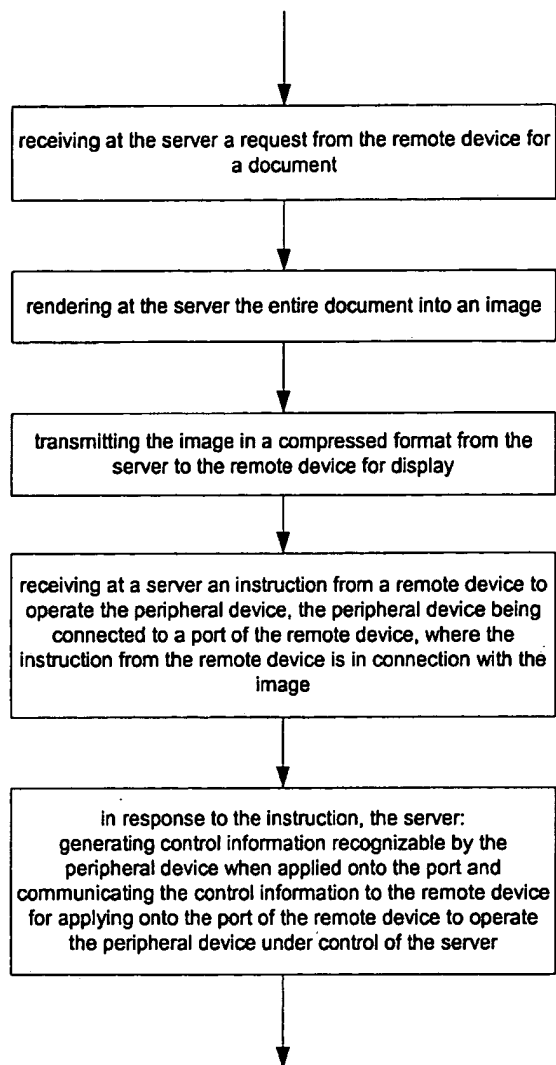 receiving at the server a request from the remote device for
a document
rendering at the server the entire document into an image
transmitting the image in a compressed format from the
server to the remote device for display
receiving at a server an instruction from a remote device to
operate the peripheral device, the peripheral device being
connected to a port of the remote device, where the
instruction from the remote device is in connection with the
image
in response to the instruction, the server:
generating control information recognizable by the
peripheral device when applied onto the port and
communicating the control information to the remote device
for applying onto the port of the remote device to operate
the peripheral device under control of the server